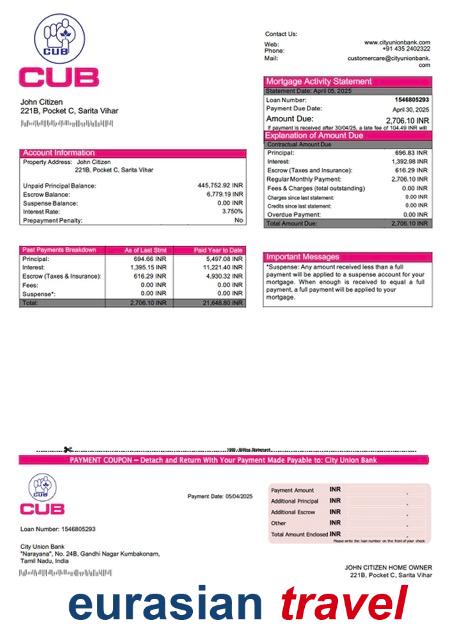 CUB
CUB
John Citizen
221B, Pocket C, Sarita Vihar
Contact Us:
Web: www.cityunionbank.com
Phone: +91 435 2402322
Mail: customercare@cityunionbank.
com
Mortgage Activity Statement
Statement Date: April 05, 2025
Loan Number: 1546805293
Payment Due Date: April 30, 2025
Amount Due: 2,706.10 INR
If payment is received after 30/04/25, a late fee of 104.49 INR will
Explanation of Amount Due
Contractual Amount Due
Principal: 696.83 INR
Interest: 1,392.98 INR
Escrow (Taxes and Insurance): 616.29 INR
Regular Monthly Payment: 2,706.10 INR
Fees & Charges (total outstanding) 0.00 INR
Charges since last statement: 0.00 INR
Credits since last statement: 0.00 INR
Overdue Payment: 0.00 INR
Total Amount Due: 2,706.10 INR
Account Information
Property Address: John Citizen
221B, Pocket C, Sarita Vihar
Unpaid Principal Balance: 445,752.92 INR
Escrow Balance: 6,779.19 INR
Suspense Balance: 0.00 INR
Interest Rate: 3.750%
Prepayment Penalty: No
Past Payments Breakdown As of Last Stmt Paid Year to Date
Principal: 694.66 INR 5,497.08 INR
Interest: 1,395.15 INR 11,221.40 INR
Escrow (Taxes & Insurance): 616.29 INR 4,930.32 INR
Fees: 0.00 INR 0.00 INR
Suspense*: 0.00 INR 0.00 INR
Total: 2,706.10 INR 21,648.80 INR
Important Messages
*Suspense: Any amount received less than a full
payment will be applied to a suspense account for your
mortgage. When enough is received to equal a full
payment, a full payment will be applied to your
mortgage.
PAYMENT COUPON – Detach and Return With Your Payment Made Payable to: City Union Bank
CUB
CUB
Payment Date: 05/04/2025
Payment Amount INR
Additional Principal INR
Additional Escrow INR
Other INR
Total Amount Enclosed INR
Please write the loan number on the front of your check
Loan Number: 1546805293
City Union Bank
"Narayana", No. 24B, Gandhi Nagar Kumbakonam,
Tamil Nadu, India
JOHN CITIZEN HOME OWNER
221B, Pocket C, Sarita Vihar
eurasian travel